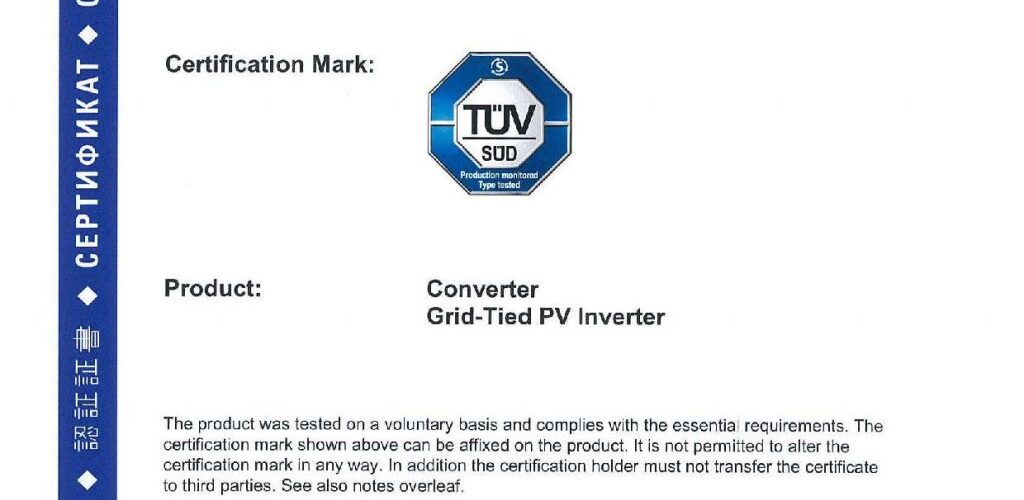 СЕРТИФИКАТ
認証証書
Certification Mark:
TÜV
SÜD
Production monitored
Type tested
Product:
Converter
Grid-Tied PV Inverter
The product was tested on a voluntary basis and complies with the essential requirements. The
certification mark shown above can be affixed on the product. It is not permitted to alter the
certification mark in any way. In addition the certification holder must not transfer the certificate
to third parties. See also notes overleaf.